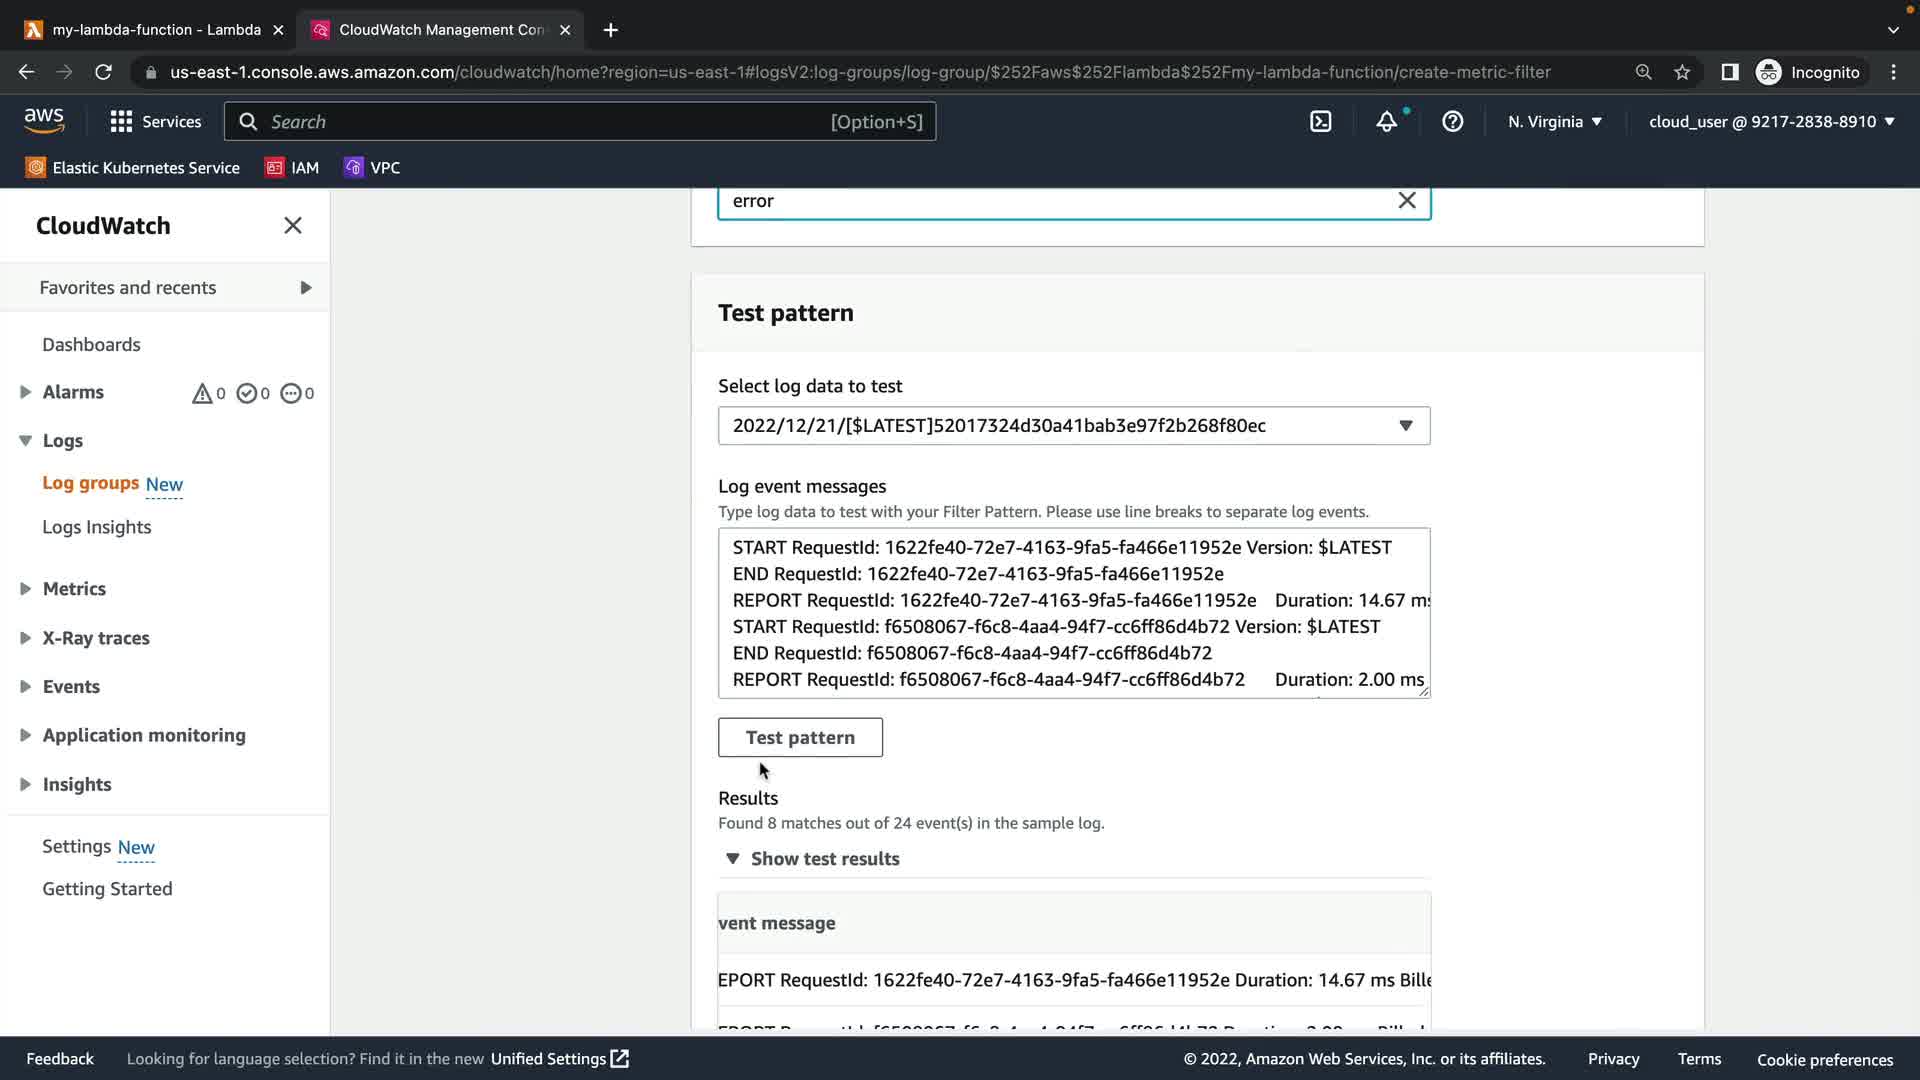 my-lambda-function - Lambda
CloudWatch Management Con
us-east-1.console.aws.amazon.com/cloudwatch/home?region=us-east-1#logsV2:log-groups/log-group/$252Faws$252Flambda$252Fmy-lambda-function/create-metric-filter
Incognito
aws
Services
Search
[Option+S]
N. Virginia
cloud_user @ 9217-2838-8910
Elastic Kubernetes Service
IAM
VPC
CloudWatch
Favorites and recents
Dashboards
Alarms
0
0
0
Logs
Log groups New
Logs Insights
Metrics
X-Ray traces
Events
Application monitoring
Insights
Settings New
Getting Started
error
Test pattern
Select log data to test
2022/12/21/[$LATEST]52017324d30a41bab3e97f2b268f80ec
Log event messages
Type log data to test with your Filter Pattern. Please use line breaks to separate log events.
START RequestId: 1622fe40-72e7-4163-9fa5-fa466e11952e Version: $LATEST
END RequestId: 1622fe40-72e7-4163-9fa5-fa466e11952e
REPORT RequestId: 1622fe40-72e7-4163-9fa5-fa466e11952e Duration: 14.67 ms
START RequestId: f6508067-f6c8-4aa4-94f7-cc6ff86d4b72 Version: $LATEST
END RequestId: f6508067-f6c8-4aa4-94f7-cc6ff86d4b72
REPORT RequestId: f6508067-f6c8-4aa4-94f7-cc6ff86d4b72 Duration: 2.00 ms
Test pattern
Results
Found 8 matches out of 24 event(s) in the sample log.
Show test results
vent message
EPORT RequestId: 1622fe40-72e7-4163-9fa5-fa466e11952e Duration: 14.67 ms Bille
Feedback
Looking for language selection? Find it in the new Unified Settings
© 2022, Amazon Web Services, Inc. or its affiliates.
Privacy
Terms
Cookie preferences